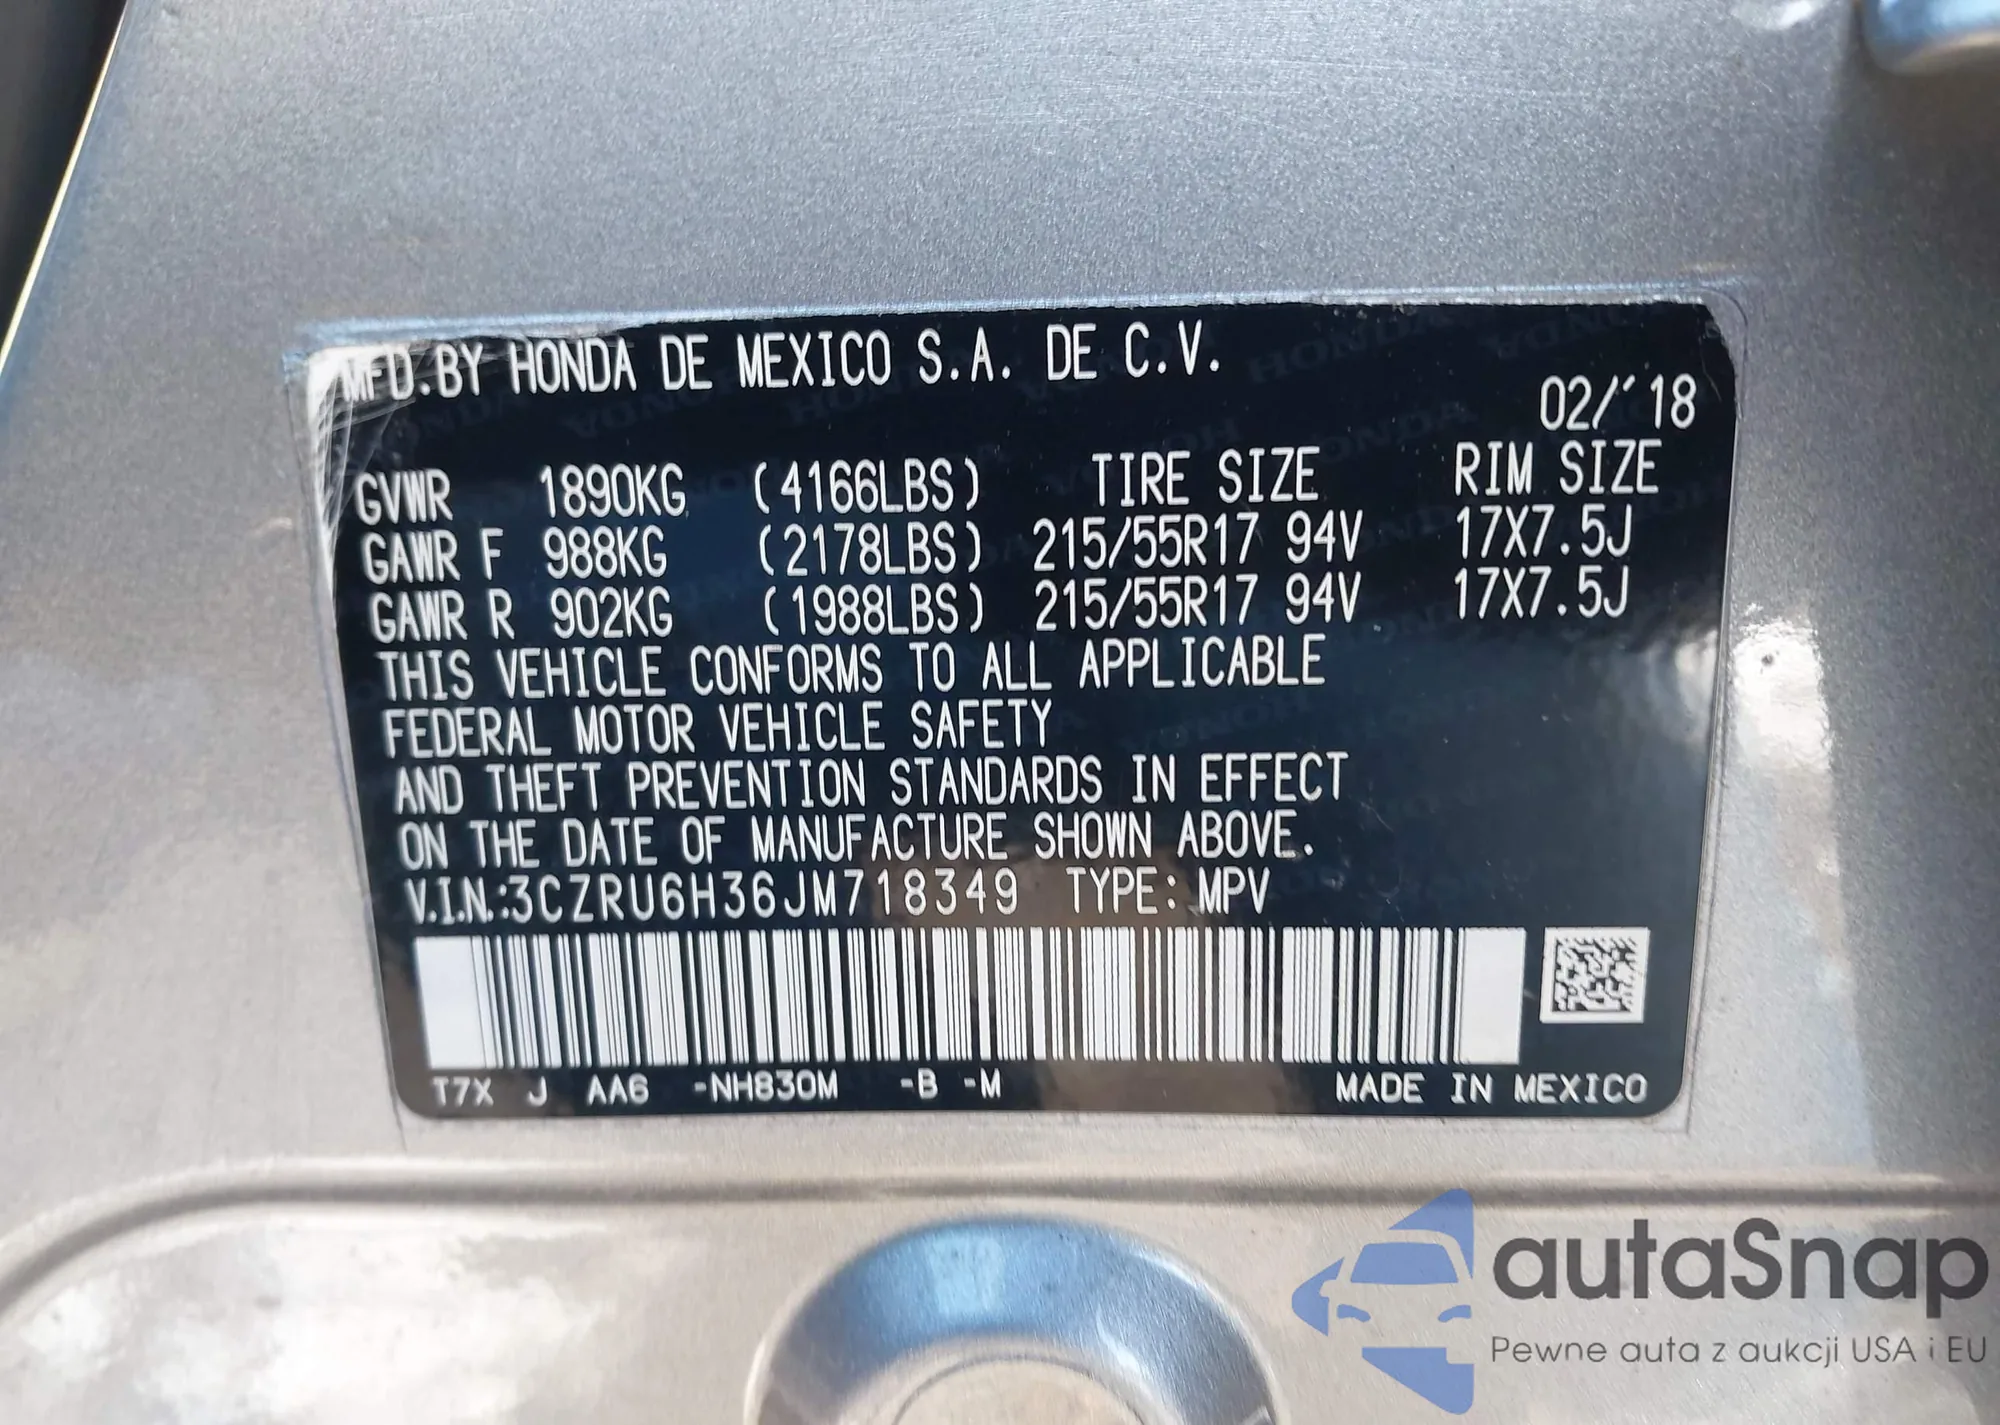 MFD.BY HONDA DE MEXICO S.A. DE C.V.
02/'18
GVWR 1890KG (4166LBS) TIRE SIZE RIM SIZE
GAWR F 988KG (2178LBS) 215/55R17 94V 17X7.5J
GAWR R 902KG (1988LBS) 215/55R17 94V 17X7.5J
THIS VEHICLE CONFORMS TO ALL APPLICABLE
FEDERAL MOTOR VEHICLE SAFETY
AND THEFT PREVENTION STANDARDS IN EFFECT
ON THE DATE OF MANUFACTURE SHOWN ABOVE.
V.I.N.:3CZRU6H36JM718349 TYPE: MPV
T7X J AA6 -NH830M -B -M MADE IN MEXICO
autaSnap
Pewne auta z aukcji USA i EU